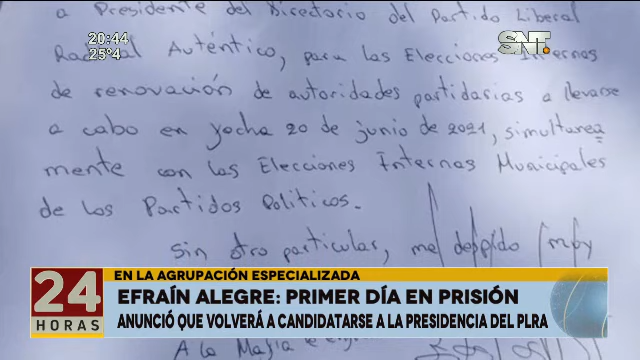 a Presidente del Directorio del Partido Liberal
20:44
25°4
SNT.
Radical Auténtico, para las Elecciones Internas
de renovación de autoridades partidarias a llevarse
a cabo en fecha 20 de junio de 2021, simultanea
mente con las Elecciones Internas Municipales
de los Partidos Políticos.
Sin otro particular, me despido muy
24
HORAS
EN LA AGRUPACIÓN ESPECIALIZADA
EFRAÍN ALEGRE: PRIMER DÍA EN PRISIÓN
ANUNCIÓ QUE VOLVERÁ A CANDIDATARSE A LA PRESIDENCIA DEL PLRA
A la